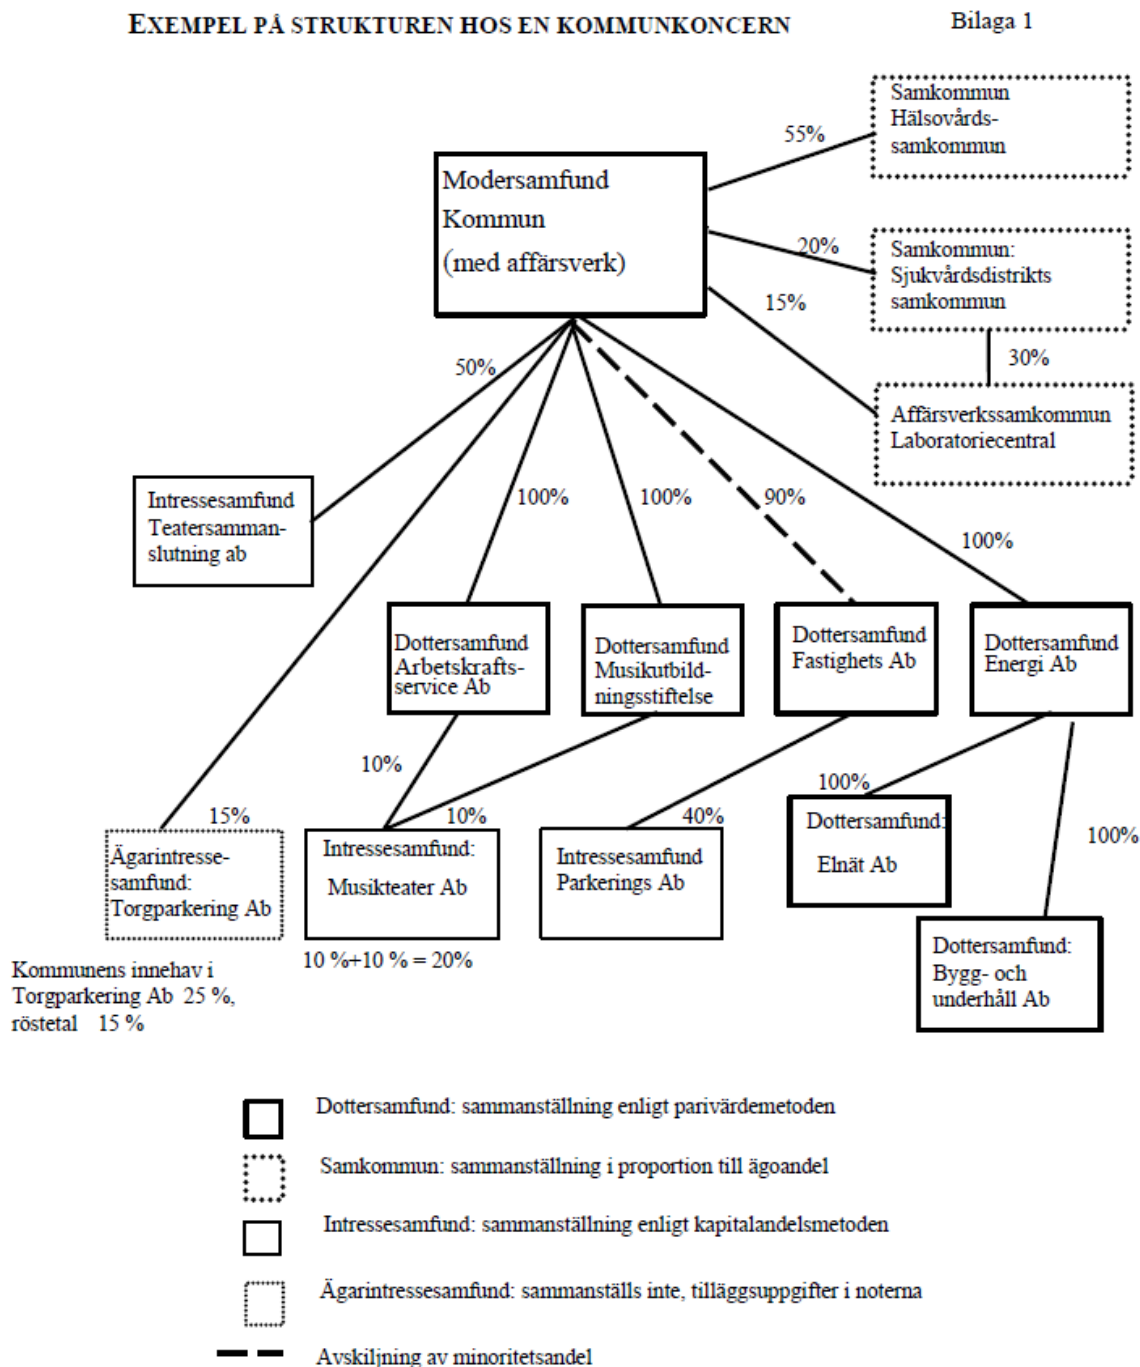 EXEMPEL PÅ STRUKTUREN HOS EN KOMMUNKONCERN
Bilaga 1
Samkommun
Hälsovårds-
samkommun
55%
Modersamfund
Kommun
(med affärsverk)
20%
Samkommun:
Sjukvårdsdistrikts
samkommun
15%
30%
50%
Affärsverkssamkommun
Laboratoriecentral
Intressesamfund
Teatersamman-
slutning ab
100%
100%
90%
100%
Dottersamfund
Arbetskrafts-
service Ab
Dottersamfund
Musikutbild-
ningsstiftelse
Dottersamfund
Fastighets Ab
Dottersamfund
Energi Ab
10%
100%
15%
10%
40%
100%
Ägarintresse-
samfund:
Torgparkering Ab
Intressesamfund:
Musikteater Ab
Intressesamfund
Parkerings Ab
Dottersamfund:
Elnät Ab
10 %+10 % = 20%
Kommunens innehav i
Torgparkering Ab 25 %,
röstetal 15 %
Dottersamfund:
Bygg- och
underhåll Ab
Dottersamfund: sammanställning enligt parivärdemetoden
Samkommun: sammanställning i proportion till ägoandel
Intressesamfund: sammanställning enligt kapitalandelsmetoden
Ägarintressesamfund: sammanställs inte, tilläggsuppgifter i noterna
Avskiljning av minoritetsandel